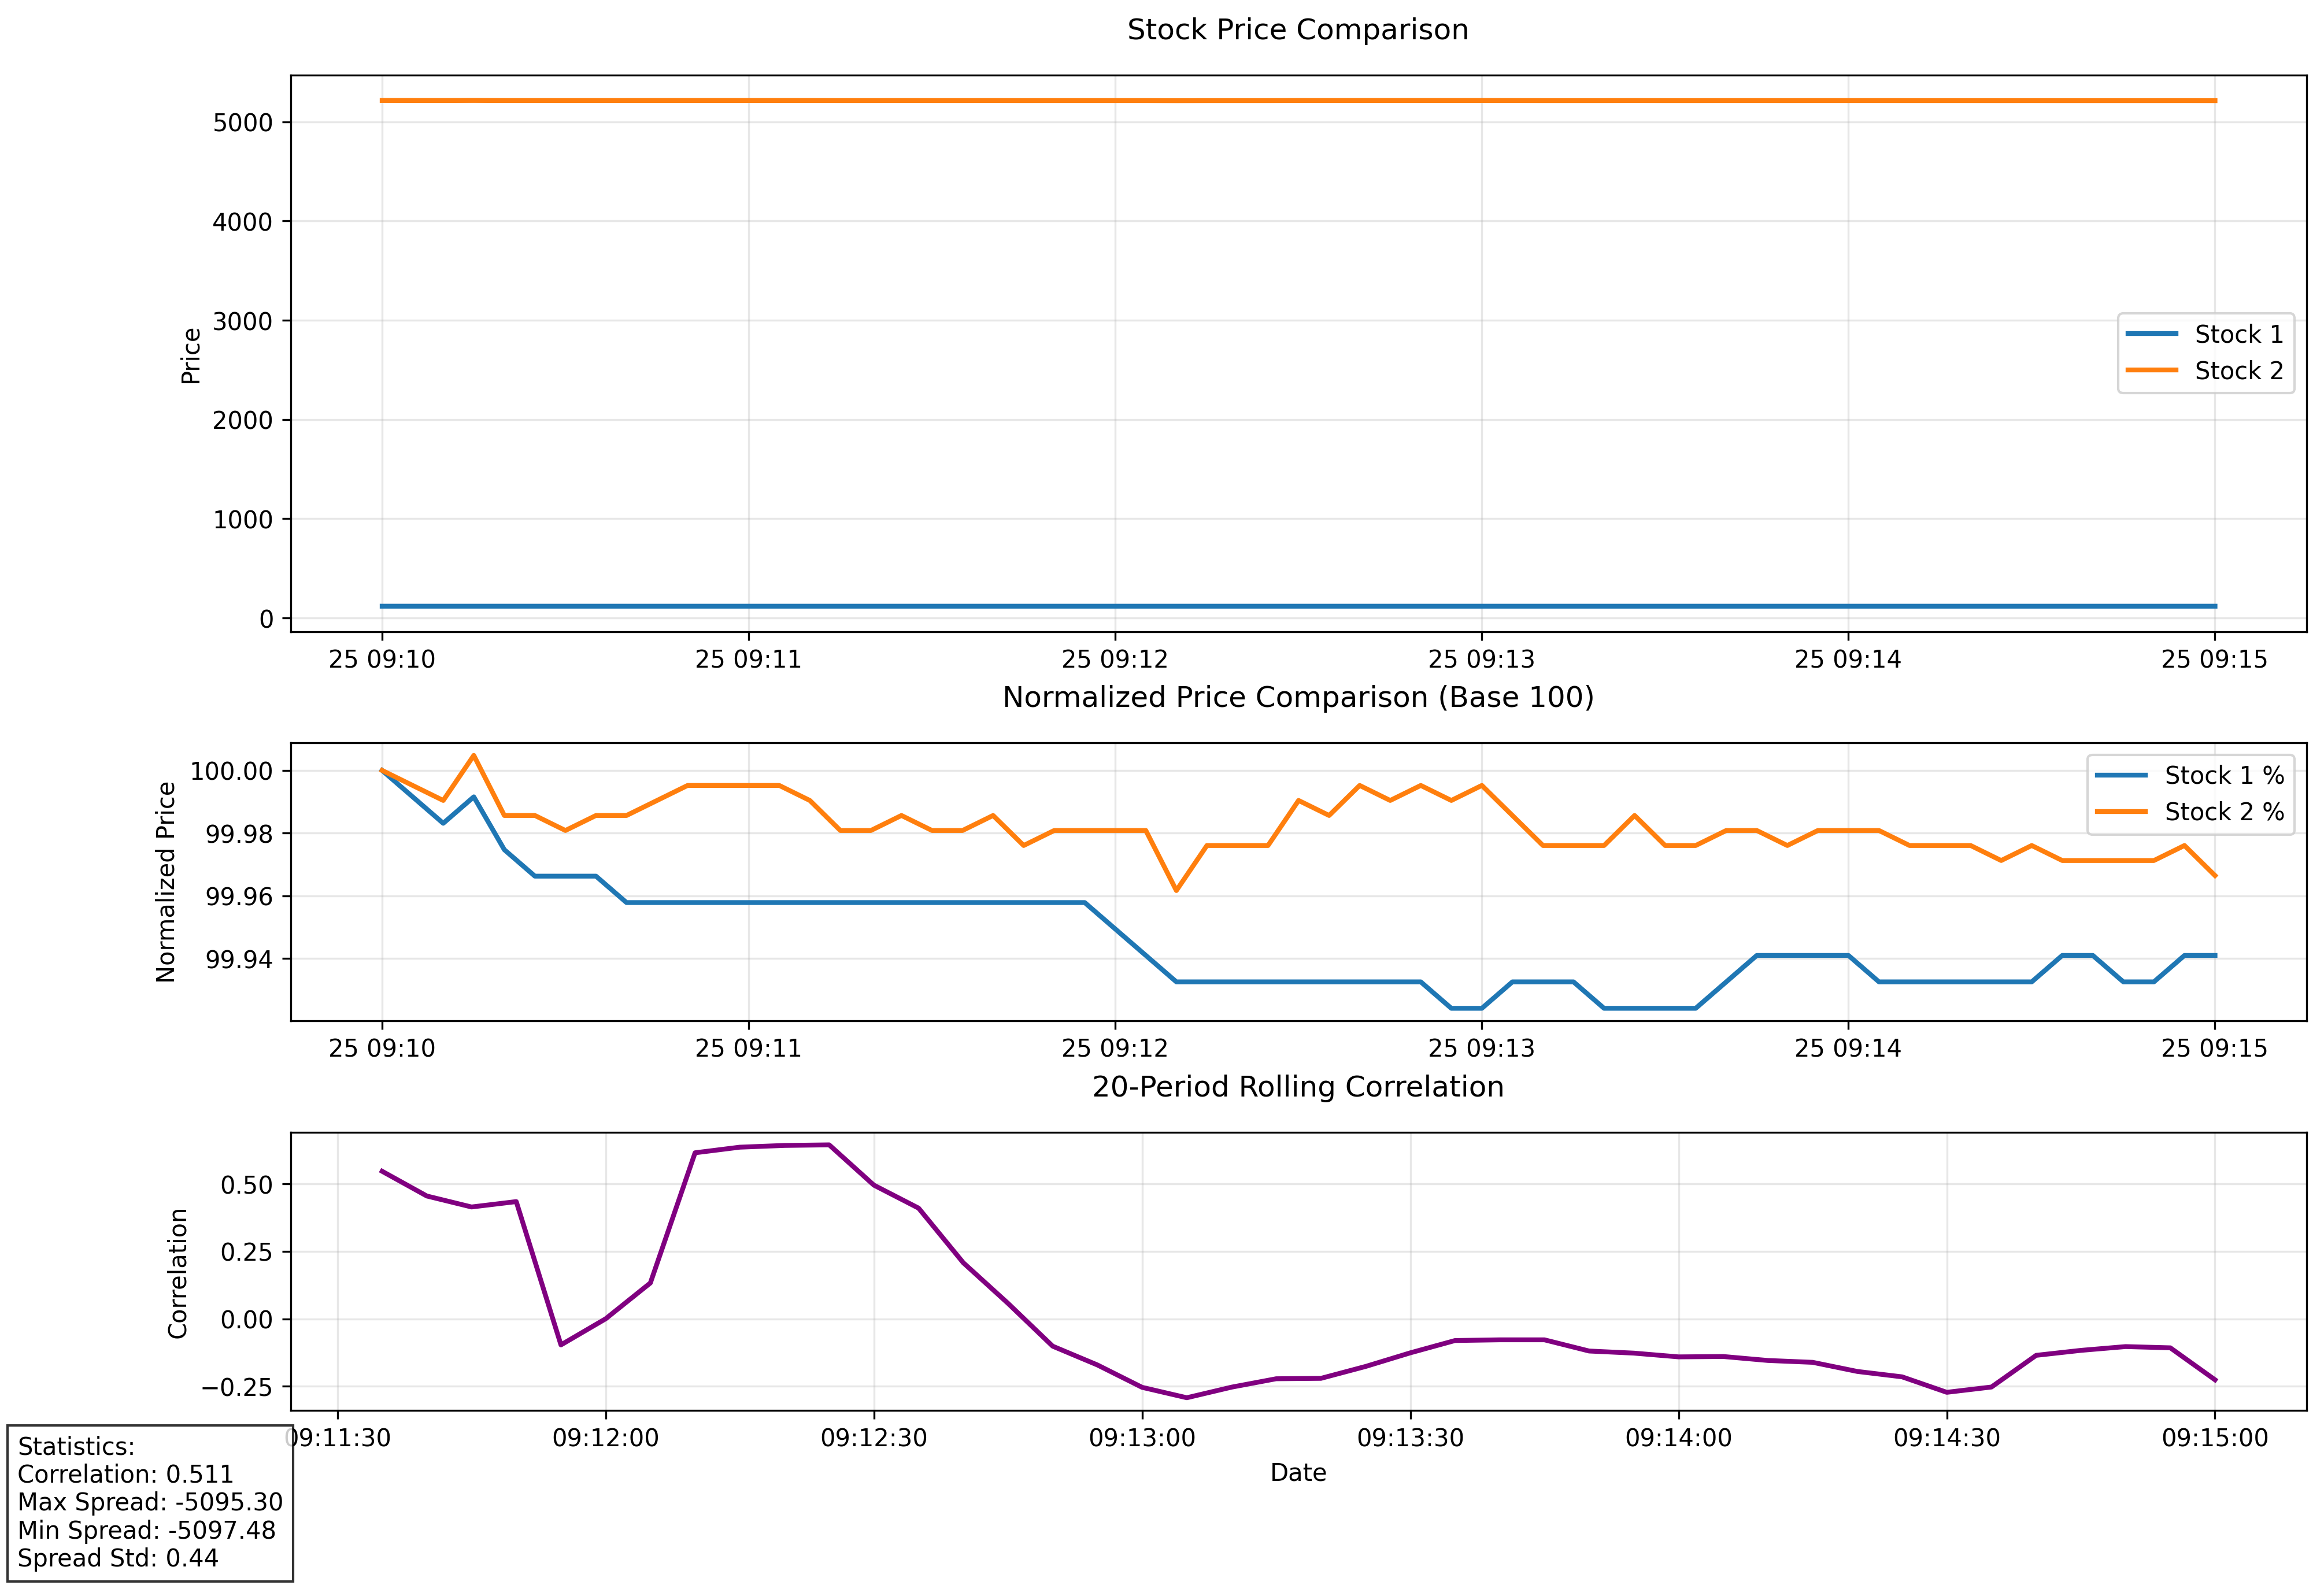 Stock Price Comparison
5000
4000
3000
2000
1000
0
Price
Stock 1
Stock 2
25 09:10 25 09:11 25 09:12 25 09:13 25 09:14 25 09:15
Normalized Price Comparison (Base 100)
100.00
99.98
99.96
99.94
Normalized Price
Stock 1 %
Stock 2 %
25 09:10 25 09:11 25 09:12 25 09:13 25 09:14 25 09:15
20-Period Rolling Correlation
0.50
0.25
0.00
−0.25
Correlation
09:11:30 09:12:00 09:12:30 09:13:00 09:13:30 09:14:00 09:14:30 09:15:00
Date
Statistics:
Correlation: 0.511
Max Spread: -5095.30
Min Spread: -5097.48
Spread Std: 0.44